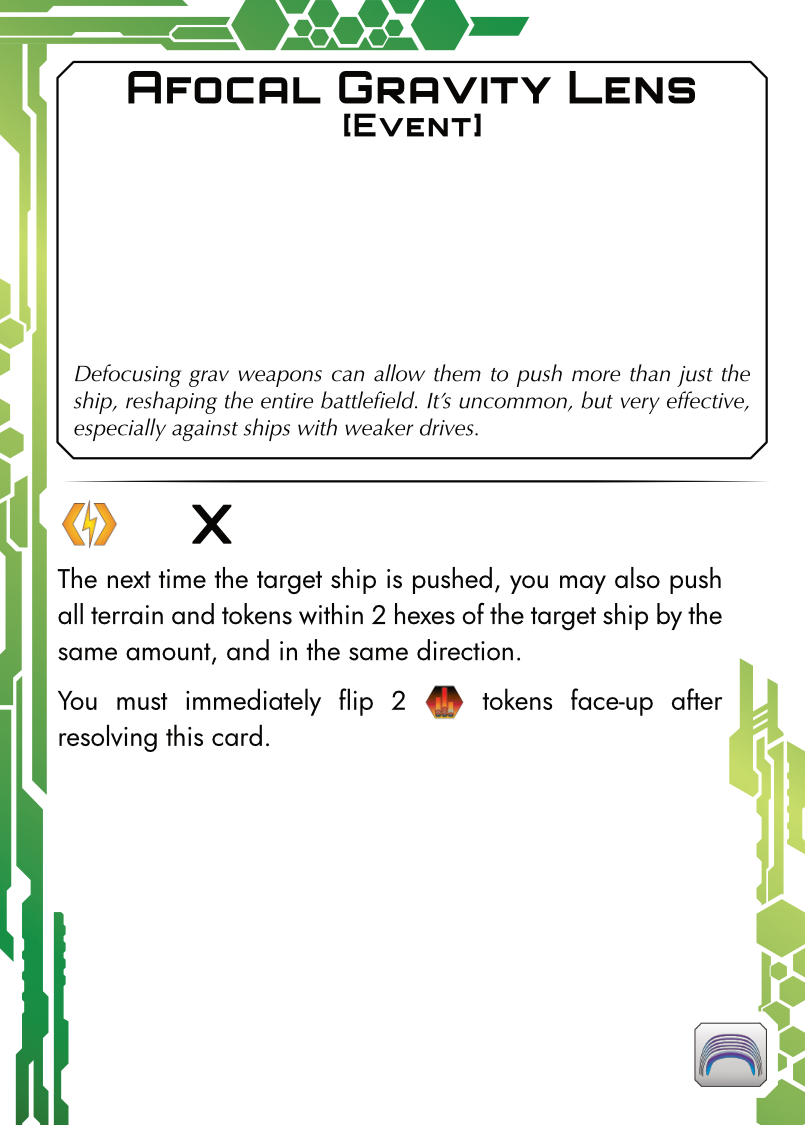 Afocal Gravity Lens
[Event]
Defocusing grav weapons can allow them to push more than just the
ship, reshaping the entire battlefield. It's uncommon, but very effective,
especially against ships with weaker drives.
X
The next time the target ship is pushed, you may also push
all terrain and tokens within 2 hexes of the target ship by the
same amount, and in the same direction.
You must immediately flip 2 tokens face-up after
resolving this card.